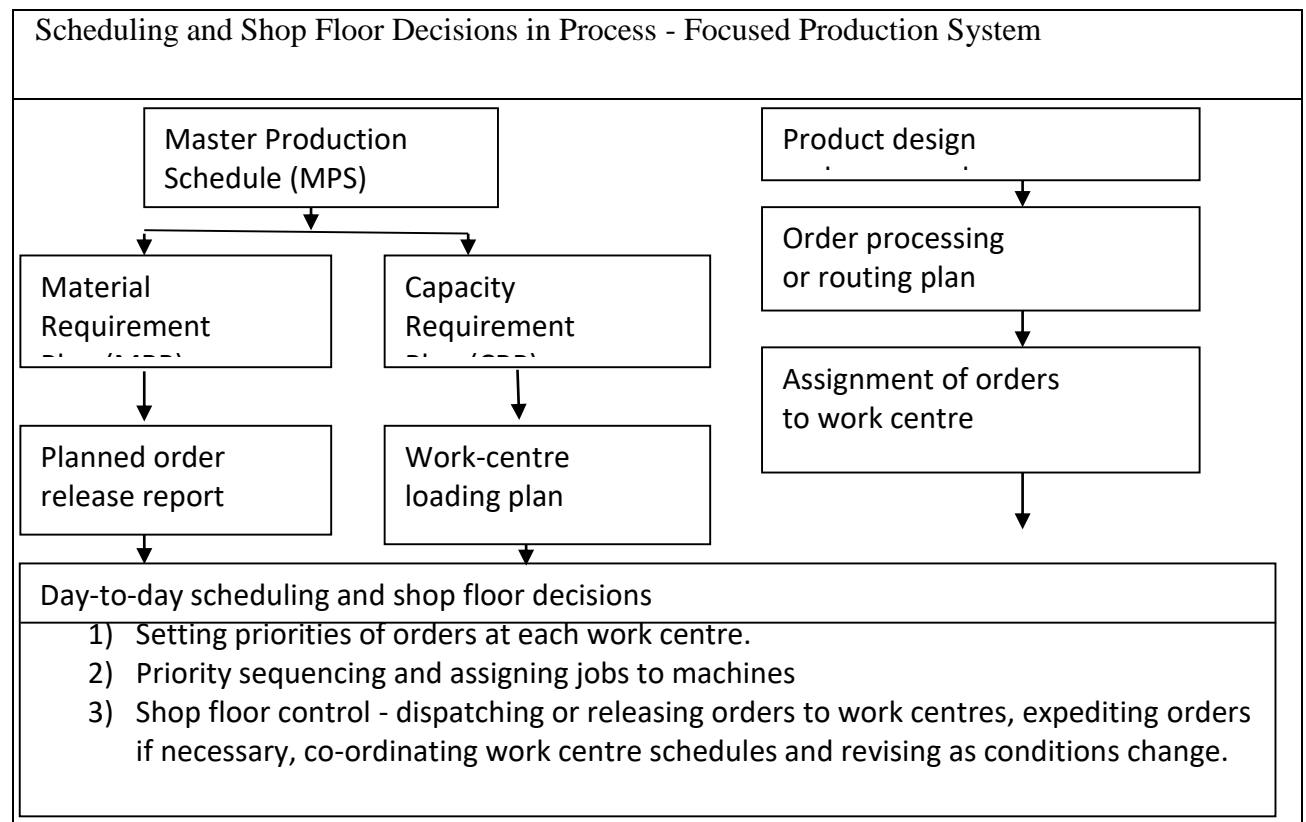 Scheduling and Shop Floor Decisions in Process - Focused Production System
Master Production
Schedule (MPS)
Product design
Order processing
or routing plan
Material
Requirement
Capacity
Requirement
Assignment of orders
to work centre
Planned order
release report
Work-centre
loading plan
Day-to-day scheduling and shop floor decisions
1) Setting priorities of orders at each work centre.
2) Priority sequencing and assigning jobs to machines
3) Shop floor control - dispatching or releasing orders to work centres, expediting orders
if necessary, co-ordinating work centre schedules and revising as conditions change.